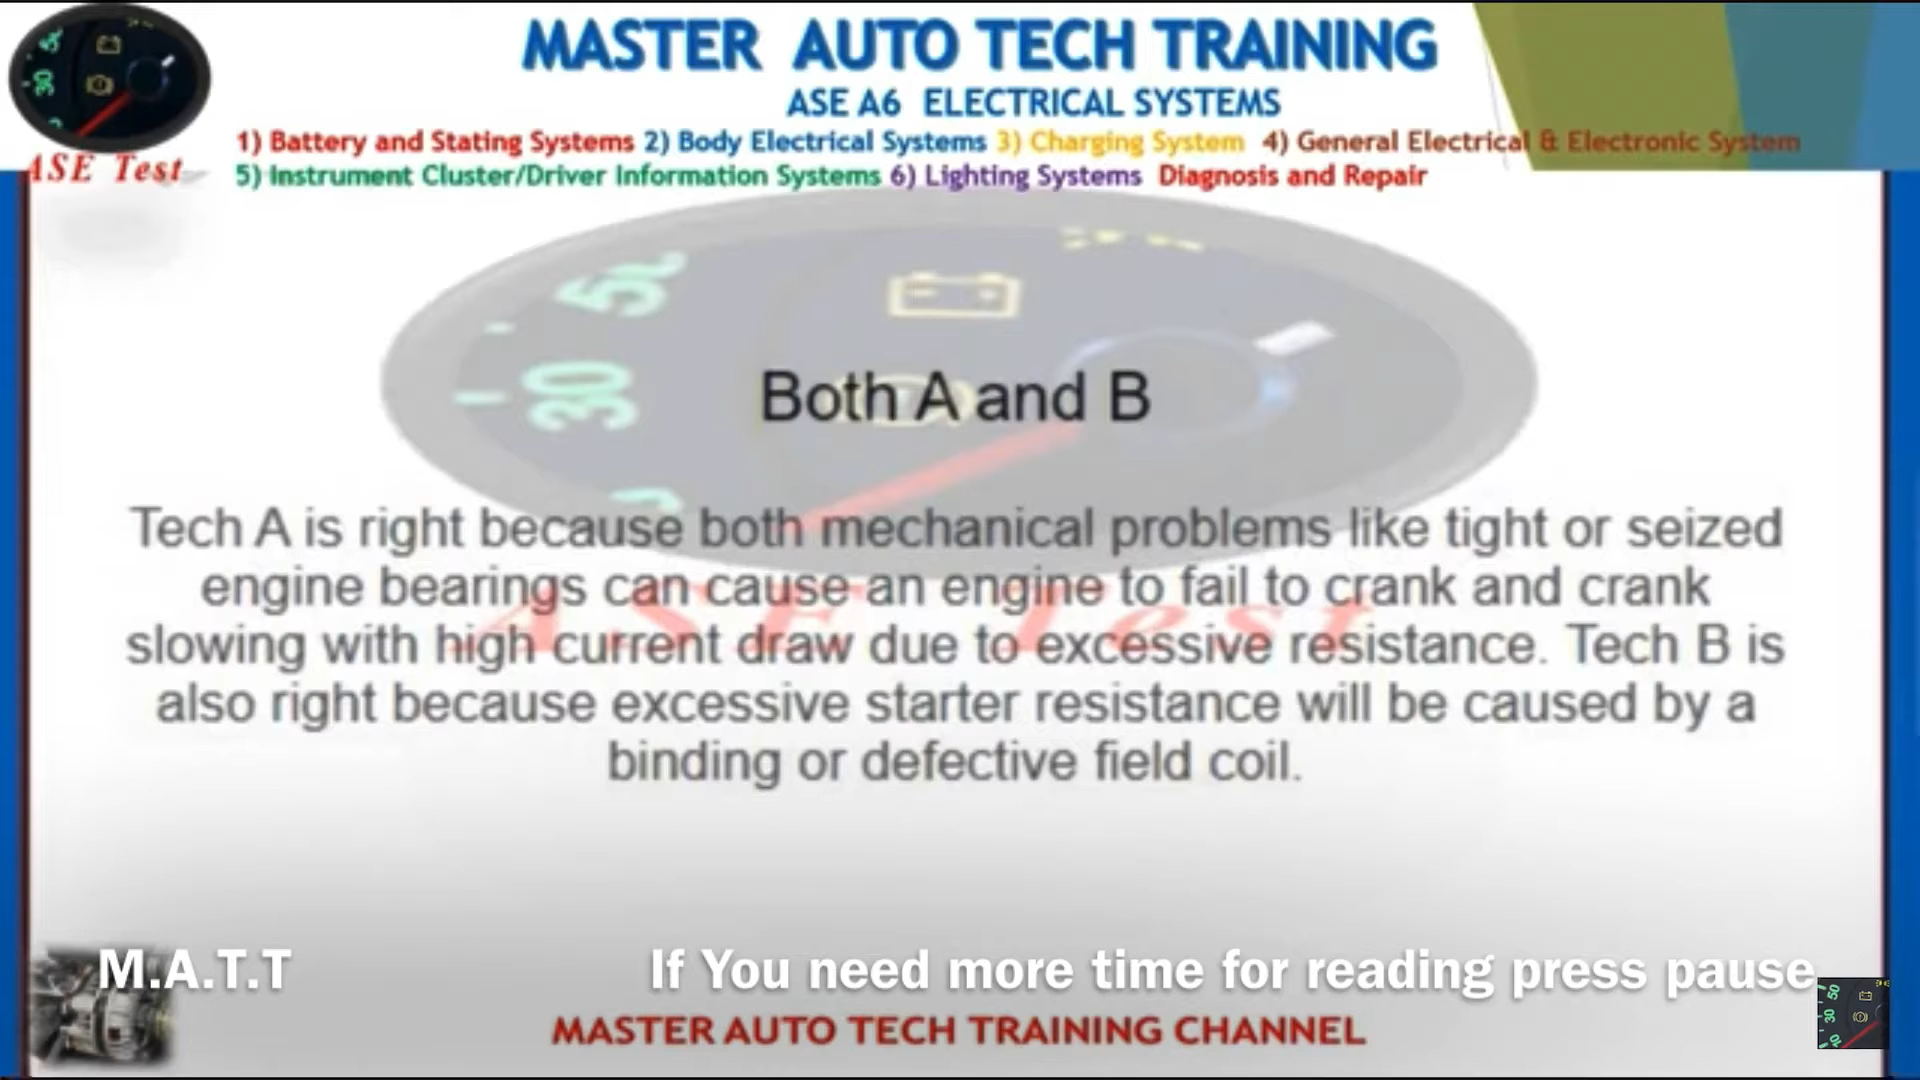 MASTER AUTO TECH TRAINING
ASE A6 ELECTRICAL SYSTEMS
1) Battery and Stating Systems 2) Body Electrical Systems 3) Charging System 4) General Electrical & Electronic System
5) Instrument Cluster/Driver Information Systems 6) Lighting Systems Diagnosis and Repair
30
ASE Test
30
Both A and B
Tech A is right because both mechanical problems like tight or seized
engine bearings can cause an engine to fail to crank and crank
slowing with high current draw due to excessive resistance. Tech B is
also right because excessive starter resistance will be caused by a
binding or defective field coil.
ASE Test
M.A.T.T
If You need more time for reading press pause
50
30
MASTER AUTO TECH TRAINING CHANNEL